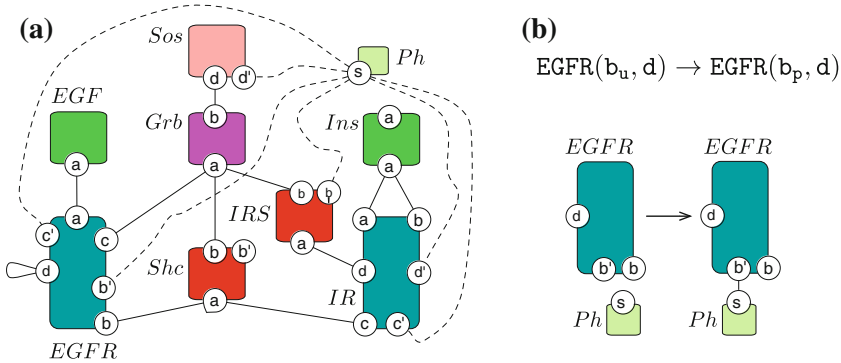 (a)
Sos
Ph
d d'
s
EGF
Grb
b
Ins
a
a
a
a
b b
IRS
a
a
a b
c'
c
Shc
b b'
d
d
d'
b'
a
IR
b
c c'
EGFR
(b)
EGFR(b_u, d) → EGFR(b_p, d)
EGFR
EGFR
d
d
b' b
b' b
s
s
Ph
Ph